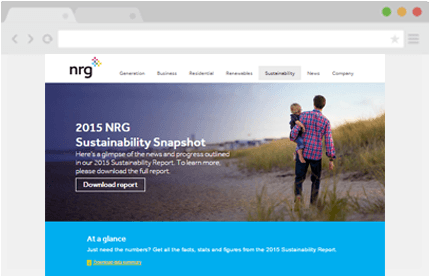 nrg
Generation Business Residential Renewables Sustainability News Company
2015 NRG
Sustainability Snapshot
Here's a glimpse of the news and progress outlined
in our 2015 Sustainability Report. To learn more,
please download the full report.
Download report
At a glance
Just need the numbers? Get all the facts, stats and figures from the 2015 Sustainability Report.
Download data summary